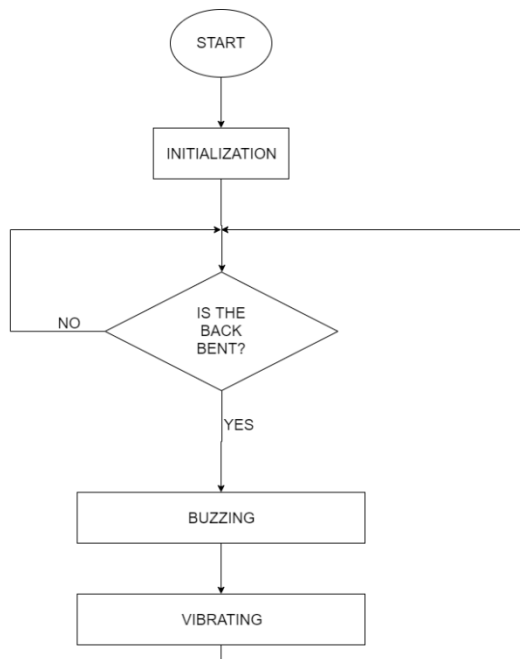 START
INITIALIZATION
IS THE
BACK
BENT?
NO
YES
BUZZING
VIBRATING